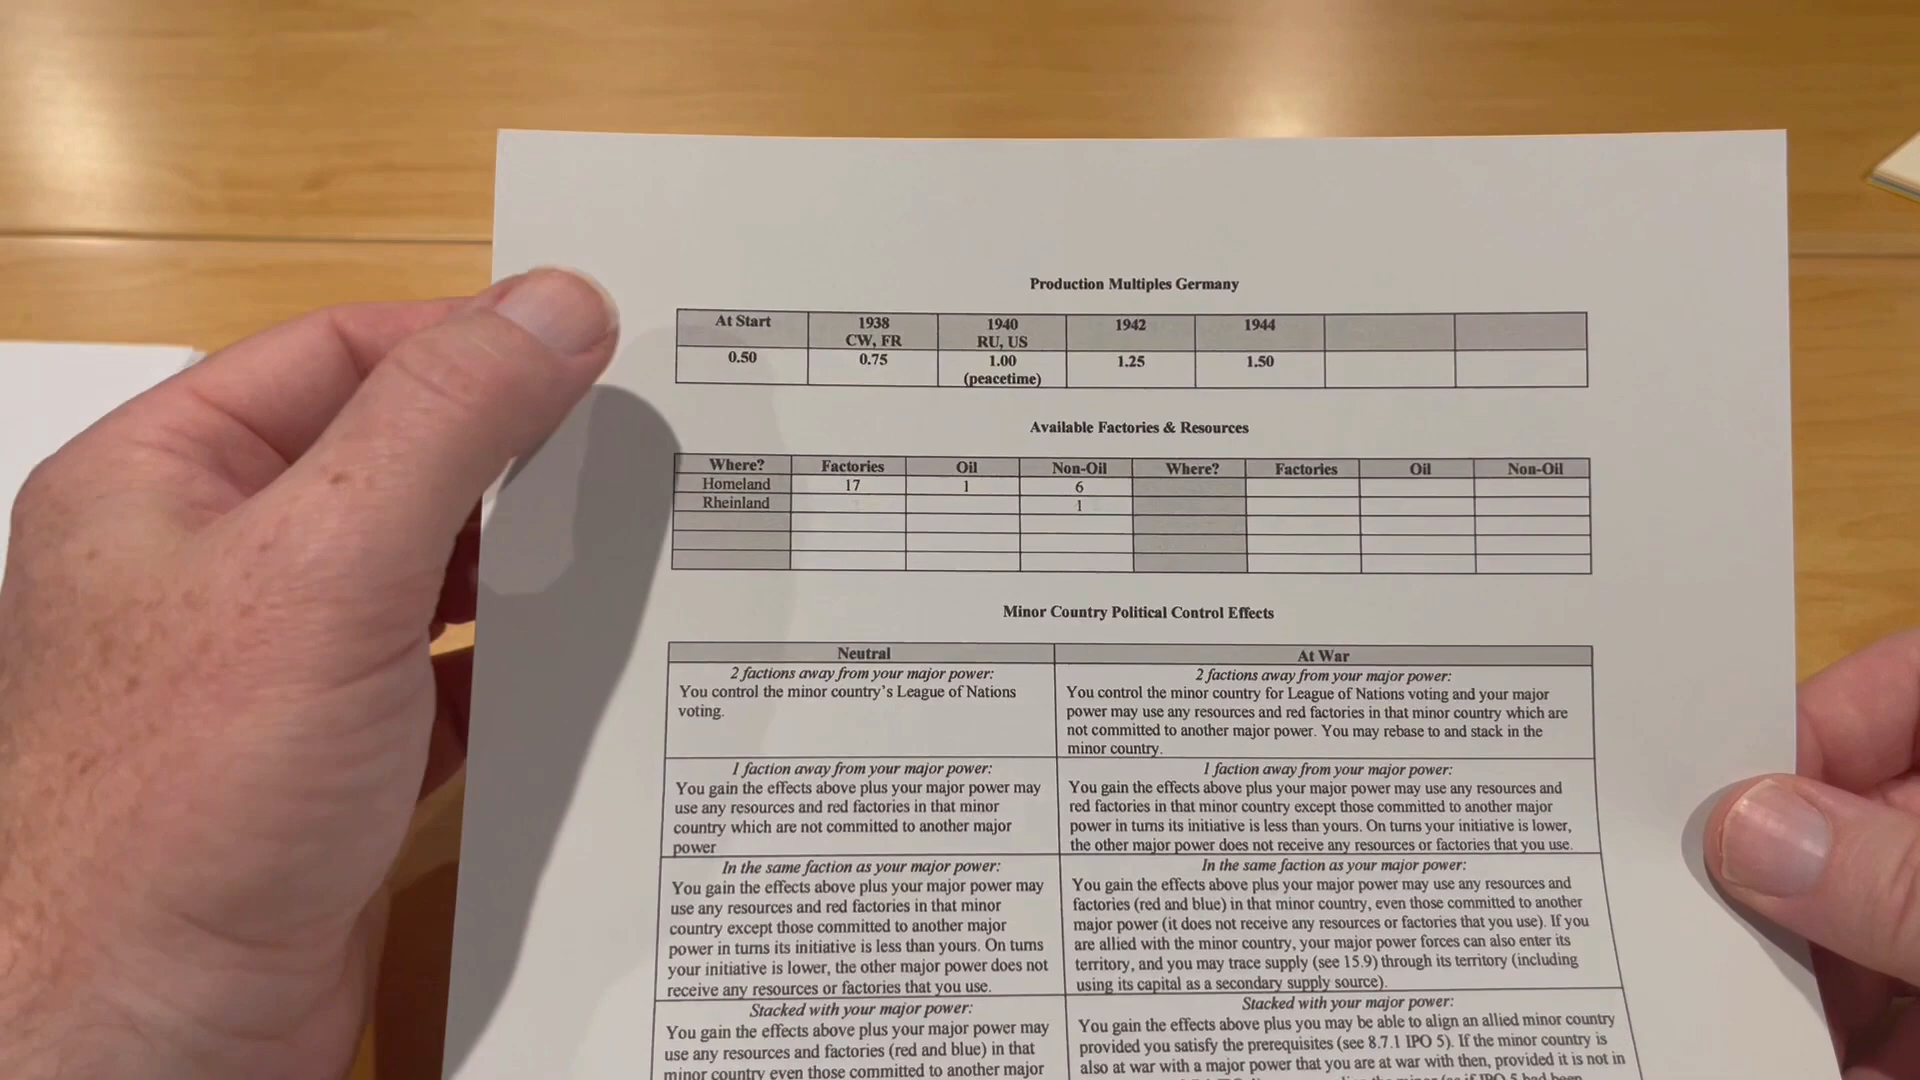 Production Multiples Germany
At Start 1938 1940 1942 1944
CW, FR RU, US
0.50 0.75 1.00 1.25 1.50
(peacetime)
Available Factories & Resources
Where? Factories Oil Non-Oil Where? Factories Oil Non-Oil
Homeland 17 1 6
Rheinland 1
Minor Country Political Control Effects
Neutral
2 factions away from your major power:
You control the minor country's League of Nations
voting.
1 faction away from your major power:
You gain the effects above plus your major power may
use any resources and red factories in that minor
country which are not committed to another major
power
In the same faction as your major power:
You gain the effects above plus your major power may
use any resources and red factories in that minor
country except those committed to another major
power in turns its initiative is less than yours. On turns
your initiative is lower, the other major power does not
receive any resources or factories that you use.
Stacked with your major power:
You gain the effects above plus your major power may
use any resources and factories (red and blue) in that
minor country even those committed to another major
At War
2 factions away from your major power:
You control the minor country for League of Nations voting and your major
power may use any resources and red factories in that minor country which are
not committed to another major power. You may rebase to and stack in the
minor country.
1 faction away from your major power:
You gain the effects above plus your major power may use any resources and
red factories in that minor country except those committed to another major
power in turns its initiative is less than yours. On turns your initiative is lower,
the other major power does not receive any resources or factories that you use.
In the same faction as your major power:
You gain the effects above plus your major power may use any resources and
factories (red and blue) in that minor country, even those committed to another
major power (it does not receive any resources or factories that you use). If you
are allied with the minor country, your major power forces can also enter its
territory, and you may trace supply (see 15.9) through its territory (including
using its capital as a secondary supply source).
Stacked with your major power:
You gain the effects above plus you may be able to align an allied minor country
provided you satisfy the prerequisites (see 8.7.1 IPO 5). If the minor country is
also at war with a major power that you are at war with then, provided it is not in